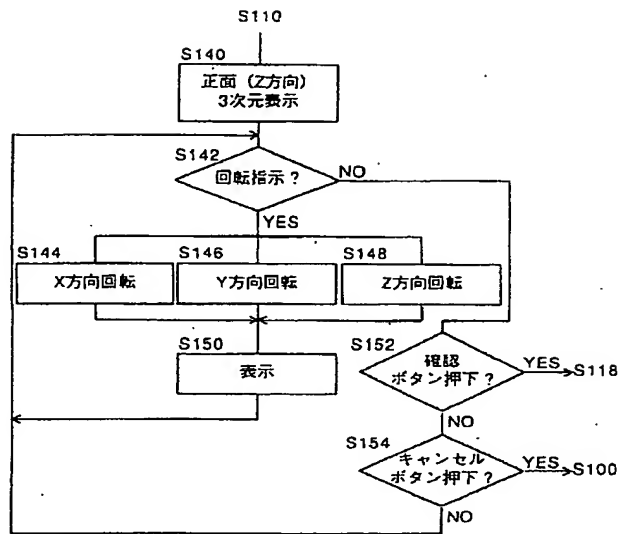 S110
S140
正面（Z方向）
3次元表示
S142
回転指示？
NO
YES
S144
X方向回転
S146
Y方向回転
S148
Z方向回転
S150
表示
S152
確認
ボタン押下？
YES
S118
NO
S154
キャンセル
ボタン押下？
YES
S100
NO